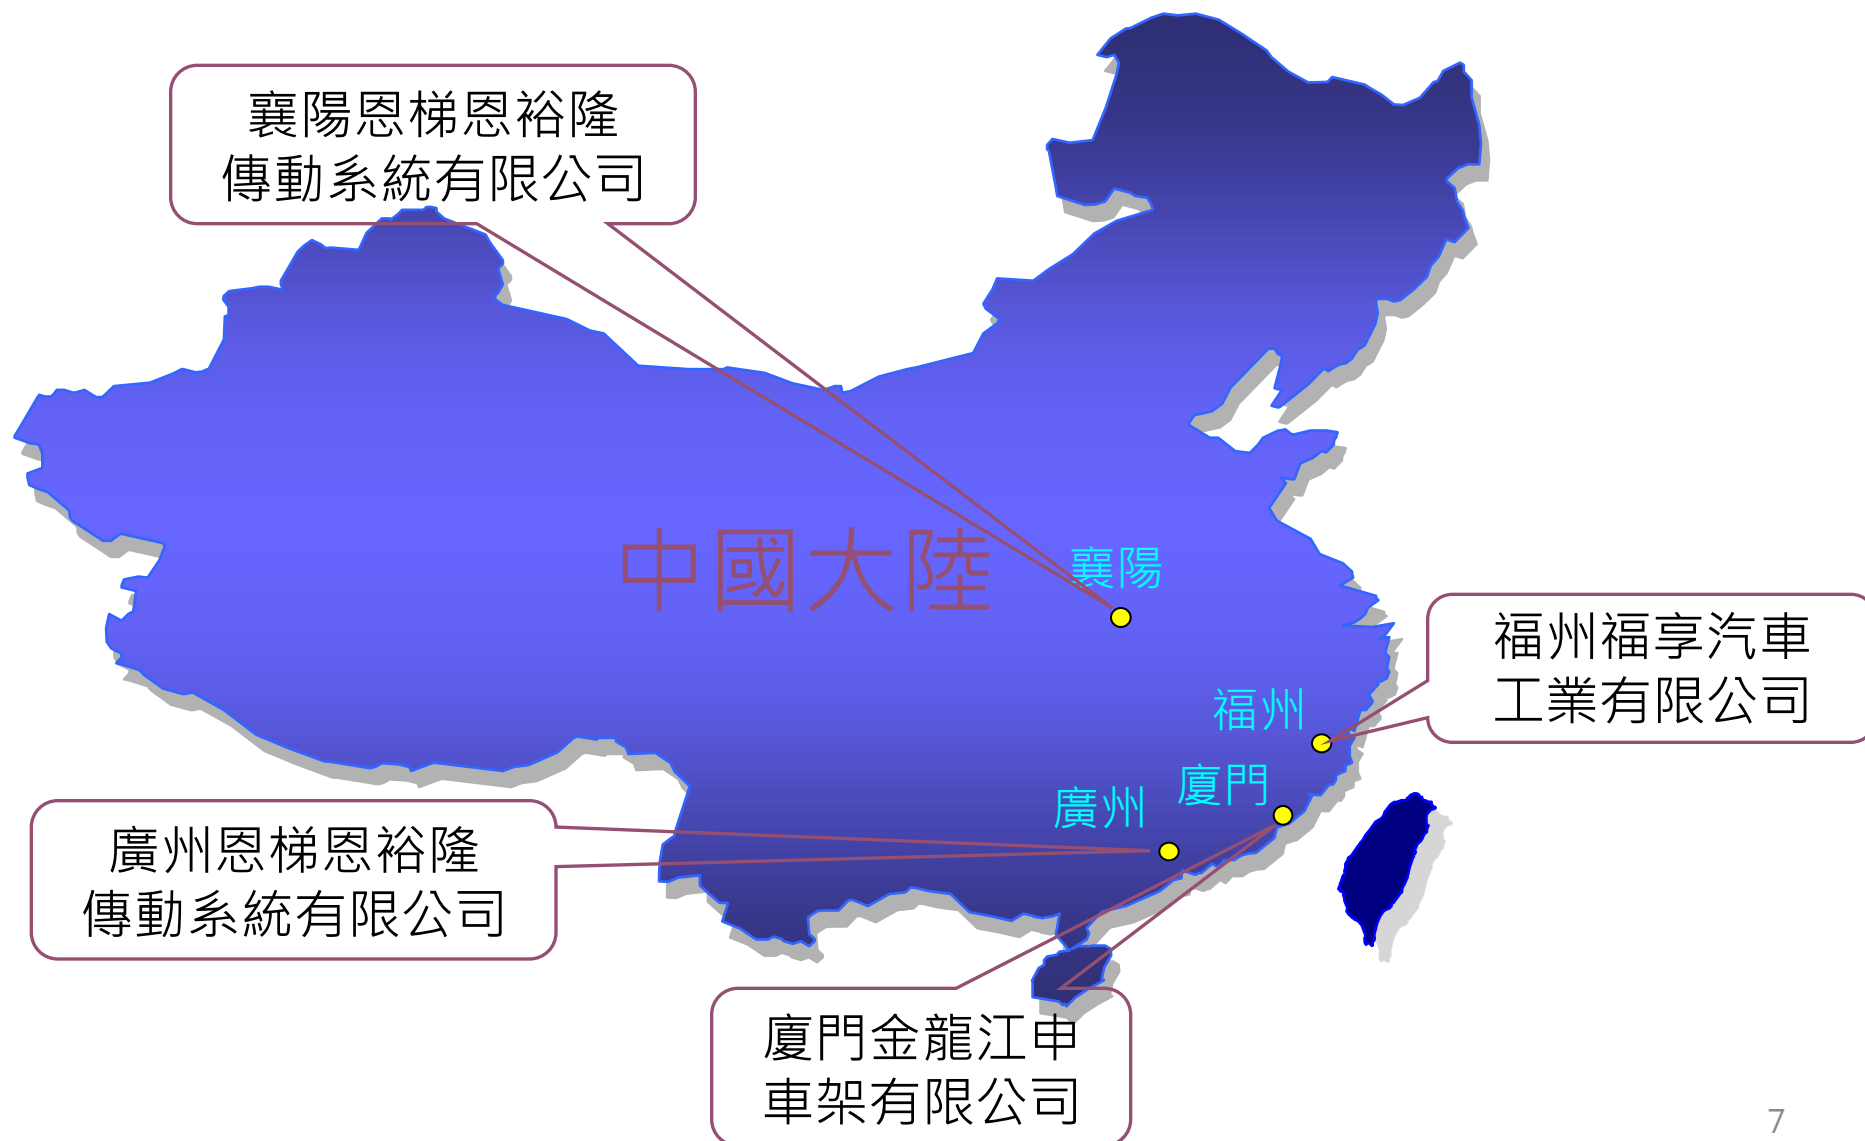 襄陽恩梯恩裕隆
傳動系統有限公司
中國大陸
襄陽
福州福享汽車
工業有限公司
福州
廈門
廣州
廣州恩梯恩裕隆
傳動系統有限公司
廈門金龍江申
車架有限公司
7